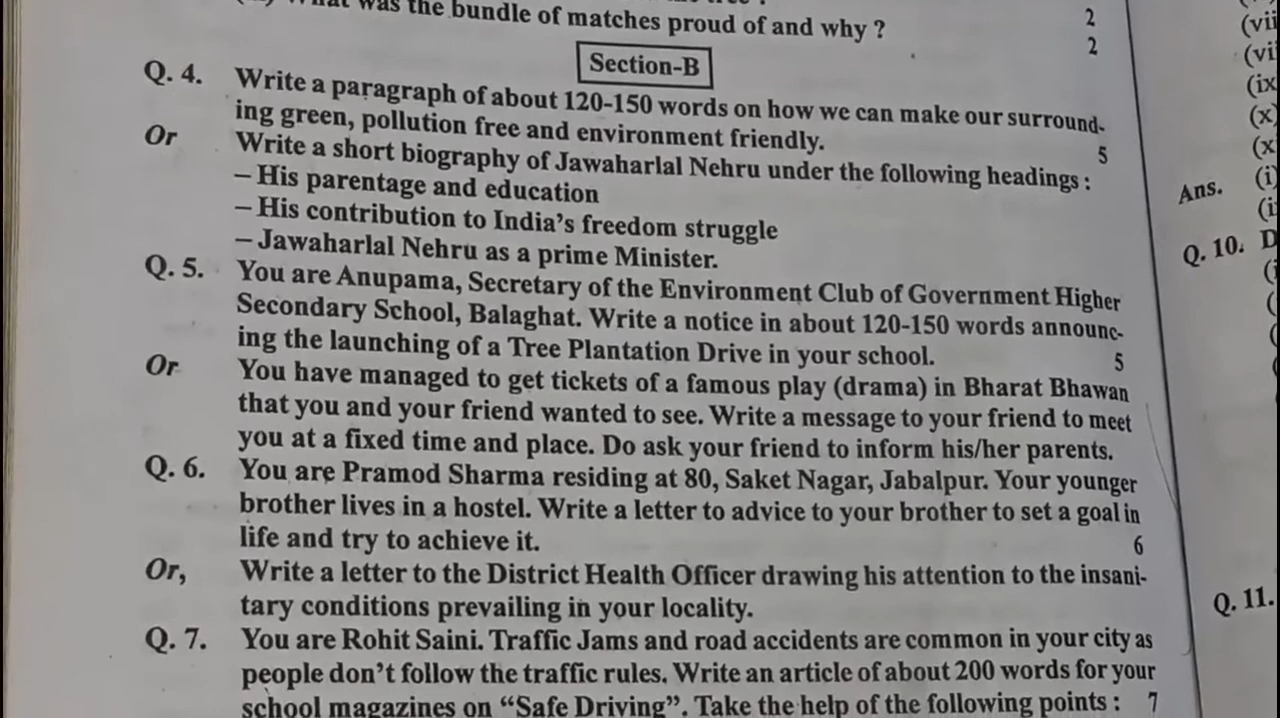 was the bundle of matches proud of and why ? 2
2
Section-B
Q. 4. Write a paragraph of about 120-150 words on how we can make our surround-
ing green, pollution free and environment friendly. 5
Or Write a short biography of Jawaharlal Nehru under the following headings :
– His parentage and education
– His contribution to India's freedom struggle
– Jawaharlal Nehru as a prime Minister.
Q. 5. You are Anupama, Secretary of the Environment Club of Government Higher
Secondary School, Balaghat. Write a notice in about 120-150 words announc-
ing the launching of a Tree Plantation Drive in your school. 5
Or You have managed to get tickets of a famous play (drama) in Bharat Bhawan
that you and your friend wanted to see. Write a message to your friend to meet
you at a fixed time and place. Do ask your friend to inform his/her parents.
Q. 6. You are Pramod Sharma residing at 80, Saket Nagar, Jabalpur. Your younger
brother lives in a hostel. Write a letter to advice to your brother to set a goal in
life and try to achieve it. 6
Or, Write a letter to the District Health Officer drawing his attention to the insani-
tary conditions prevailing in your locality.
Q. 7. You are Rohit Saini. Traffic Jams and road accidents are common in your city as
people don't follow the traffic rules. Write an article of about 200 words for your
school magazines on "Safe Driving". Take the help of the following points : 7
(ix
(x)
Ans. (i)
Q. 10.
Q. 11.